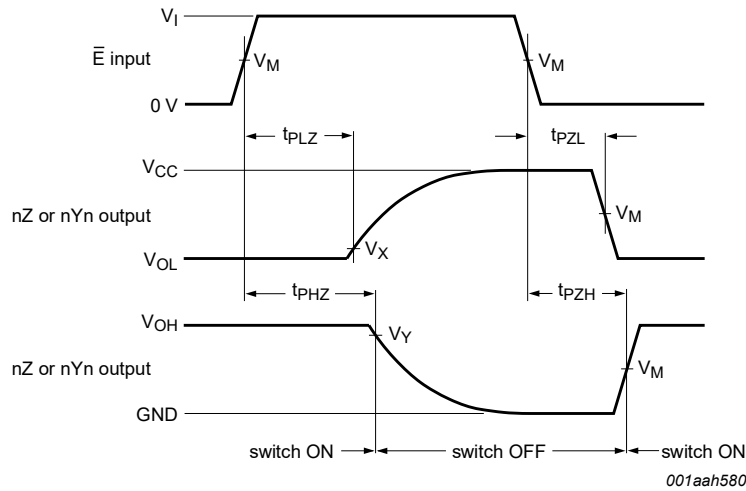 V_I
E̅ input
V_M
V_M
0 V
t_PLZ
t_PZL
V_CC
nZ or nYn output
V_M
V_X
V_OL
t_PHZ
t_PZH
V_OH
V_Y
nZ or nYn output
V_M
GND
switch ON
switch OFF
switch ON
001aah580